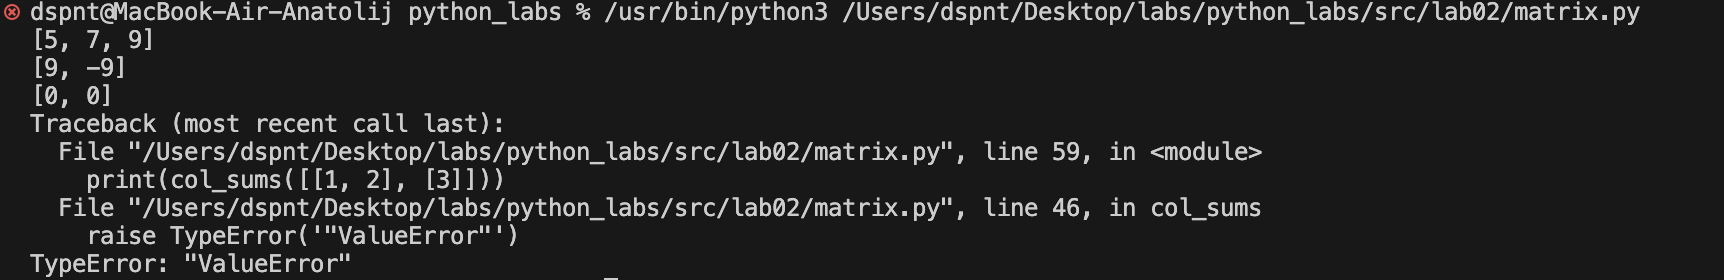 dspnt@MacBook-Air-Anatolij python_labs % /usr/bin/python3 /Users/dspnt/Desktop/labs/python_labs/src/lab02/matrix.py
[5, 7, 9]
[9, -9]
[0, 0]
Traceback (most recent call last):
  File "/Users/dspnt/Desktop/labs/python_labs/src/lab02/matrix.py", line 59, in <module>
    print(col_sums([[1, 2], [3]]))
  File "/Users/dspnt/Desktop/labs/python_labs/src/lab02/matrix.py", line 46, in col_sums
    raise TypeError('"ValueError"')
TypeError: "ValueError"